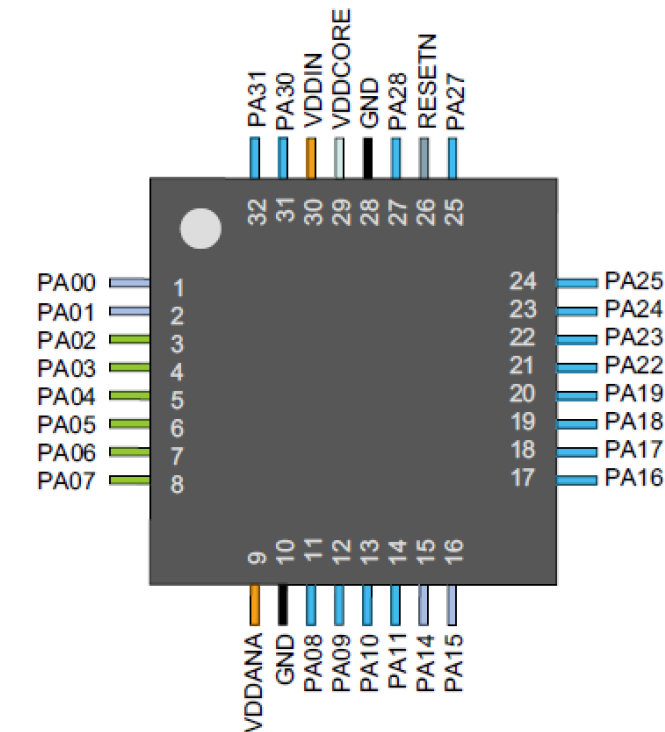 PA31
PA30
VDDIN
VDDCORE
GND
PA28
RESETN
PA27
32
31
30
29
28
27
26
25
PA00 1
PA01 2
PA02 3
PA03 4
PA04 5
PA05 6
PA06 7
PA07 8
24 PA25
23 PA24
22 PA23
21 PA22
20 PA19
19 PA18
18 PA17
17 PA16
9
10
11
12
13
14
15
16
VDDANA
GND
PA08
PA09
PA10
PA11
PA14
PA15